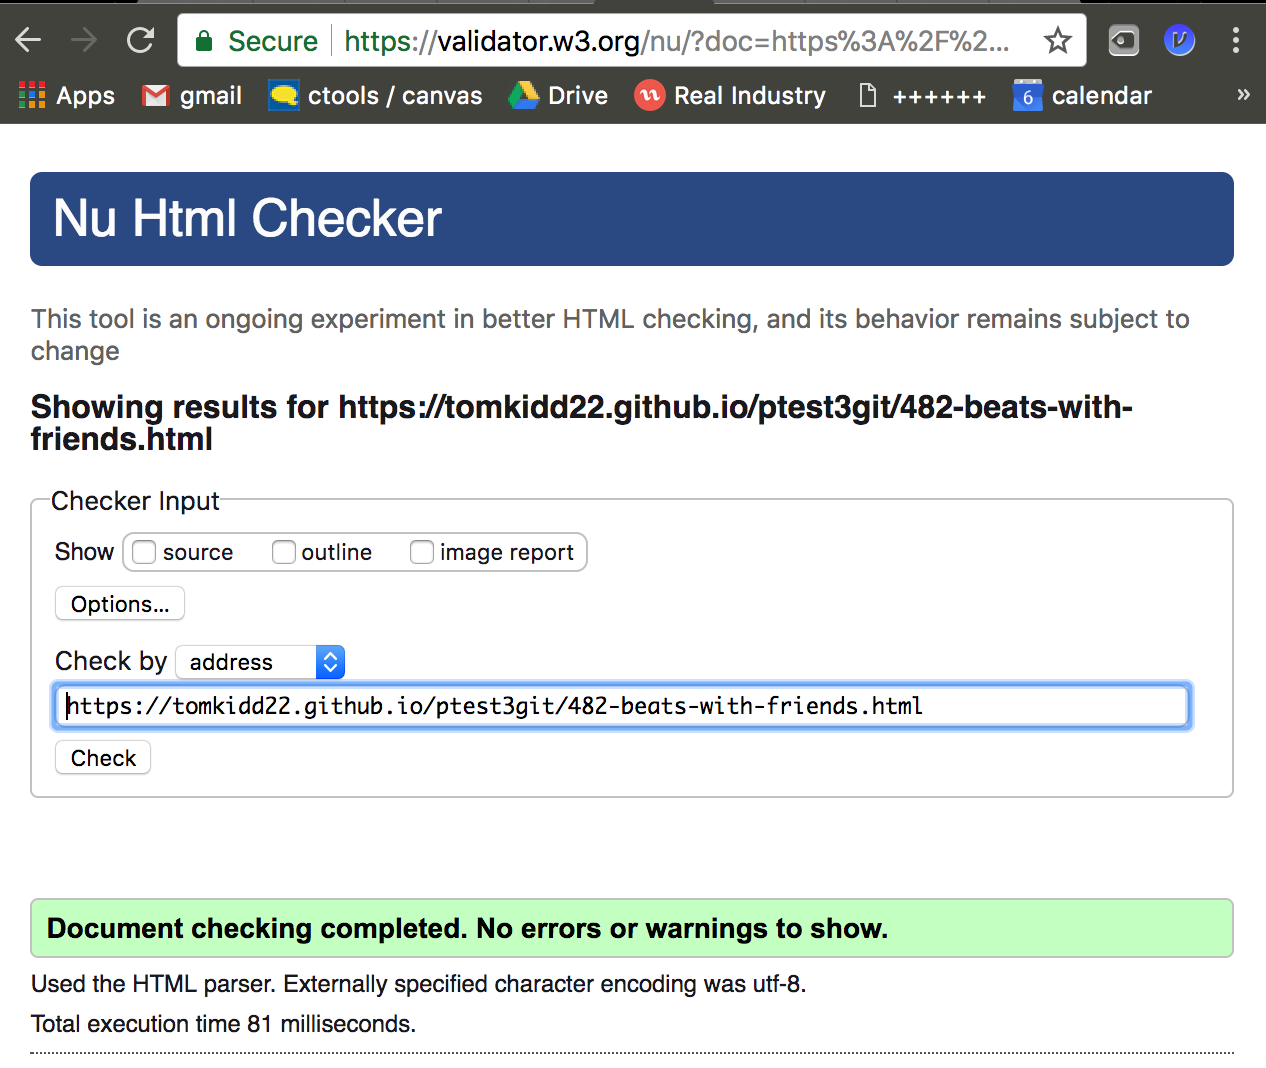 Secure https://validator.w3.org/nu/?doc=https%3A%2F%2...
Apps gmail ctools / canvas Drive Real Industry ++++++ 6 calendar »
Nu Html Checker
This tool is an ongoing experiment in better HTML checking, and its behavior remains subject to
change
Showing results for https://tomkidd22.github.io/ptest3git/482-beats-with-
friends.html
Checker Input
Show source outline image report
Options...
Check by address
https://tomkidd22.github.io/ptest3git/482-beats-with-friends.html
Check
Document checking completed. No errors or warnings to show.
Used the HTML parser. Externally specified character encoding was utf-8.
Total execution time 81 milliseconds.